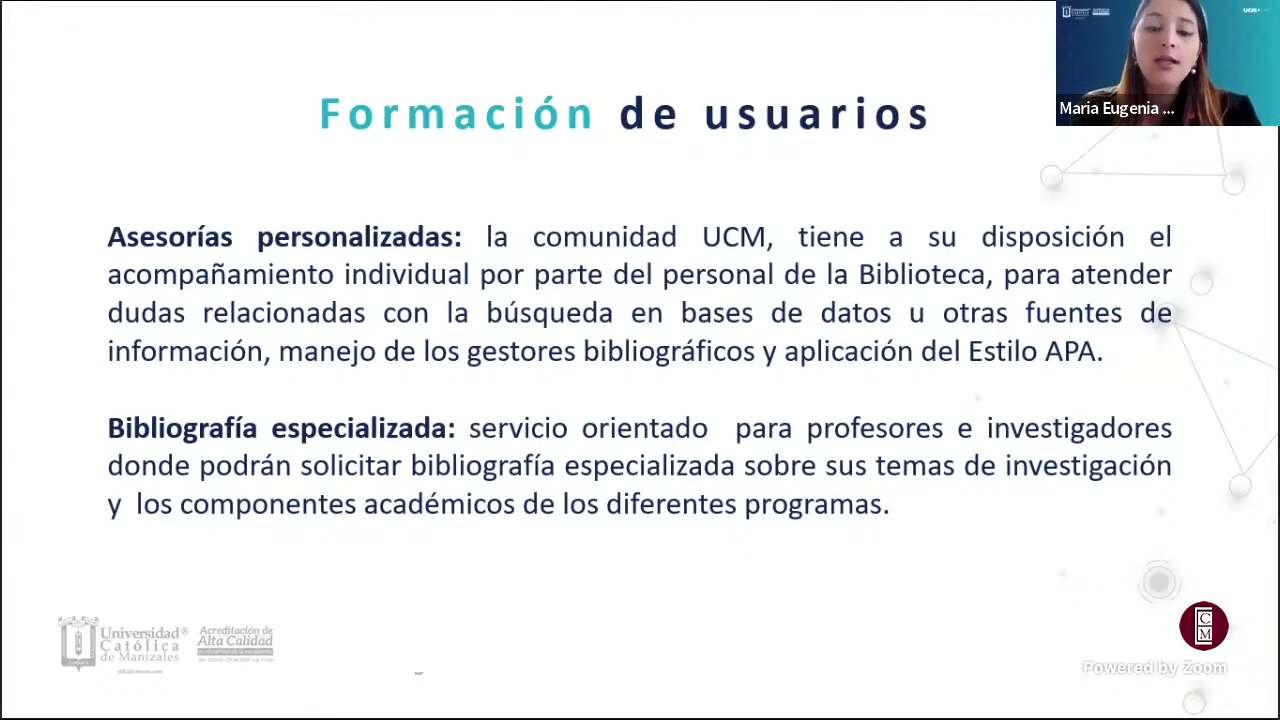 Formación de usuarios
Maria Eugenia ...
Asesorías personalizadas: la comunidad UCM, tiene a su disposición el
acompañamiento individual por parte del personal de la Biblioteca, para atender
dudas relacionadas con la búsqueda en bases de datos u otras fuentes de
información, manejo de los gestores bibliográficos y aplicación del Estilo APA.
Bibliografía especializada: servicio orientado para profesores e investigadores
donde podrán solicitar bibliografía especializada sobre sus temas de investigación
y los componentes académicos de los diferentes programas.
Universidad®
Católica
de Manizales
Acreditación de
Alta Calidad
CM
Powered by Zoom